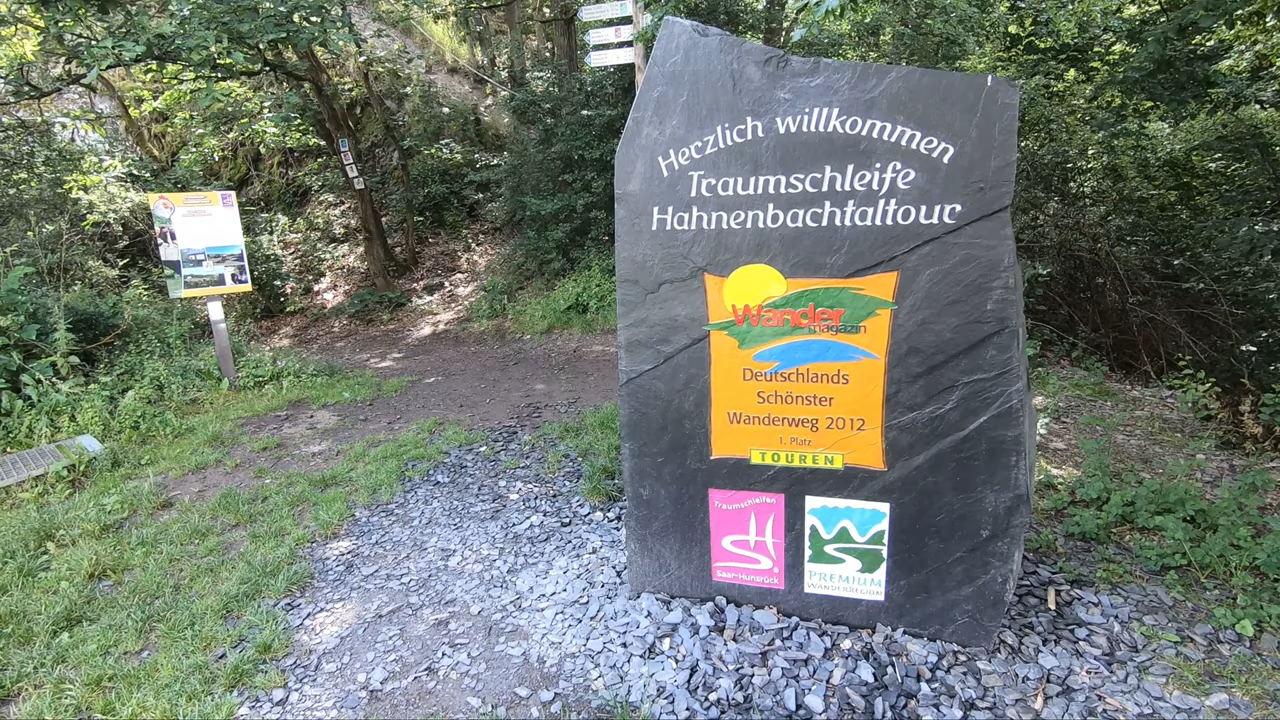 Herzlich willkommen
Traumschleife
Hahnenbachtaltour
Wander
magazin
Deutschlands
Schönster
Wanderweg 2012
1. Platz
TOUREN
Traumschleifen
Saar-Hunsrück
PREMIUM
WANDERREGION